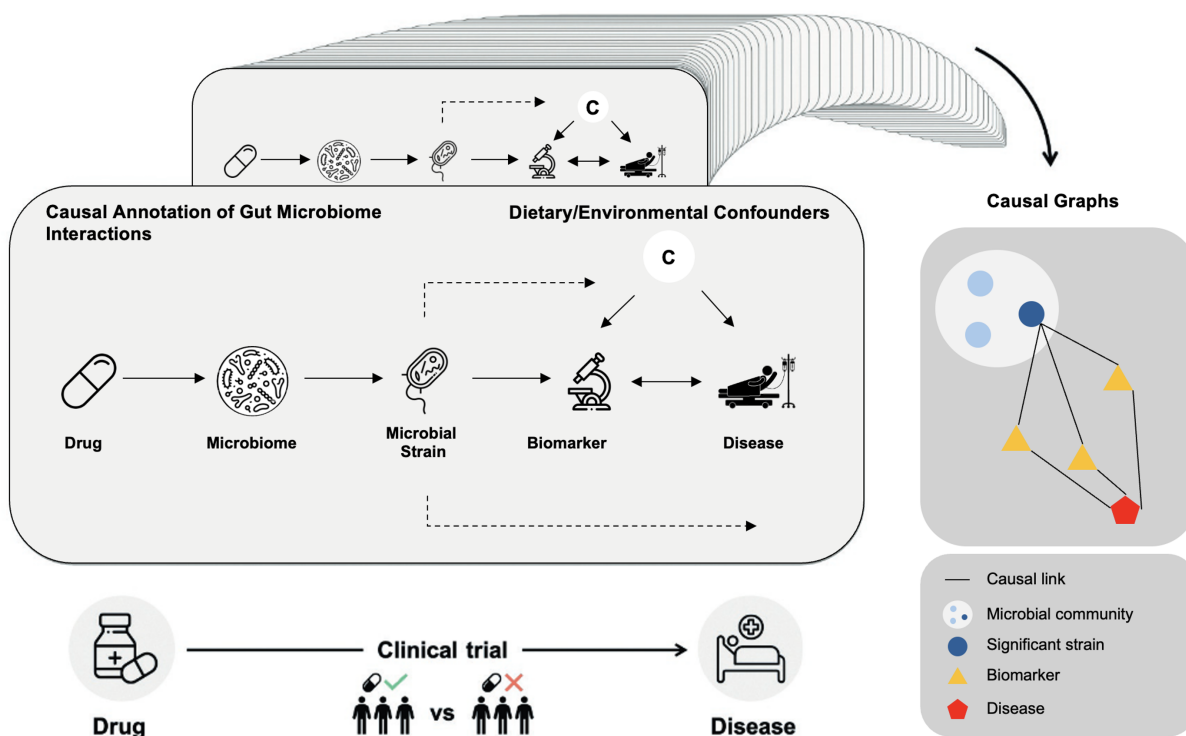 C
Causal Annotation of Gut Microbiome
Interactions
Dietary/Environmental Confounders
C
Drug
Microbiome
Microbial
Strain
Biomarker
Disease
Causal Graphs
Causal link
Microbial community
Significant strain
Biomarker
Disease
Clinical trial
vs
Drug
Disease